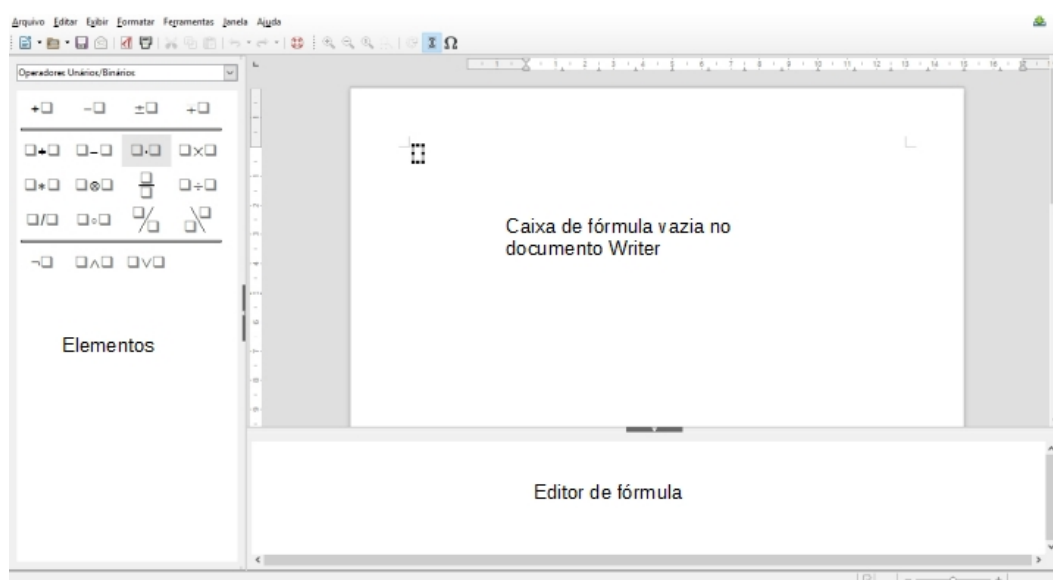 Arquivo Editar Exibir Formatar Ferramentas Janela Ajuda
Operadores Unários/Binários
+□ −□ ±□ ∓□
□+□ □−□ □·□ □×□
□∗□ □⊗□ □÷□
□/□ □∘□
¬□ □∧□ □∨□
Elementos
Caixa de fórmula vazia no
documento Writer
Editor de fórmula